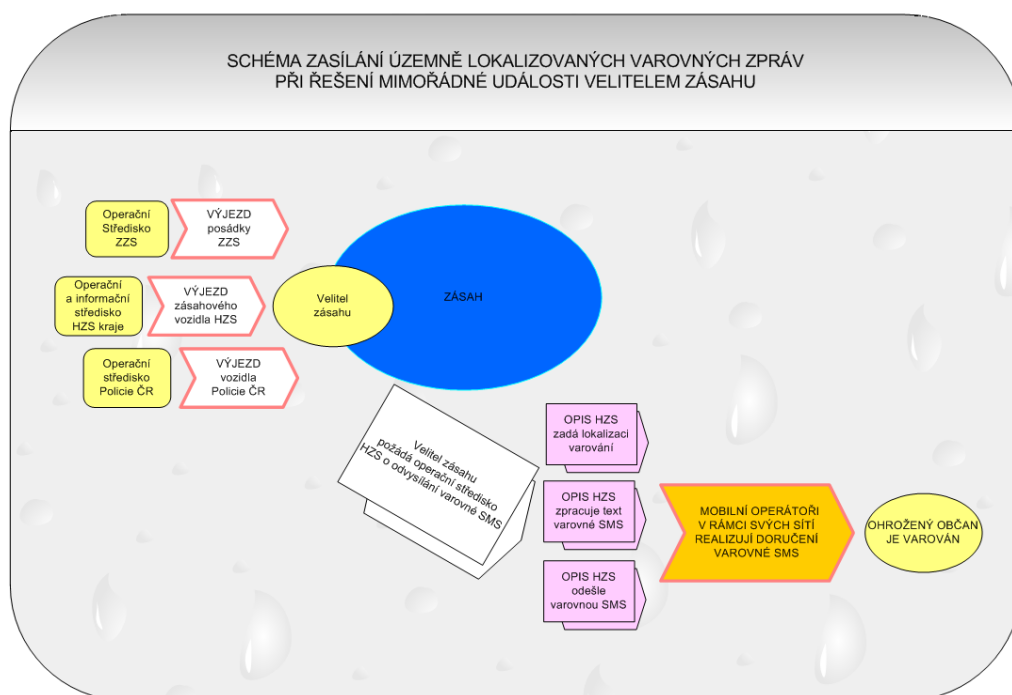 SCHÉMA ZASÍLÁNÍ ÚZEMNĚ LOKALIZOVANÝCH VAROVNÝCH ZPRÁV
PŘI ŘEŠENÍ MIMOŘÁDNÉ UDÁLOSTI VELITELEM ZÁSAHU
Operační
Středisko
ZZS
VÝJEZD
posádky
ZZS
Operační
a informační
středisko
HZS kraje
VÝJEZD
zásahového
vozidla HZS
Velitel
zásahu
ZÁSAH
Operační
středisko
Policie ČR
VÝJEZD
vozidla
Policie ČR
Velitel zásahu
požádá operační středisko
HZS o odvysílání varovné SMS
OPIS HZS
zadá lokalizaci
varování
OPIS HZS
zpracuje text
varovné SMS
OPIS HZS
odešle
varovnou SMS
MOBILNÍ OPERÁTOŘI
V RÁMCI SVÝCH SÍTÍ
REALIZUJÍ DORUČENÍ
VAROVNÉ SMS
OHROŽENÝ OBČAN
JE VAROVÁN